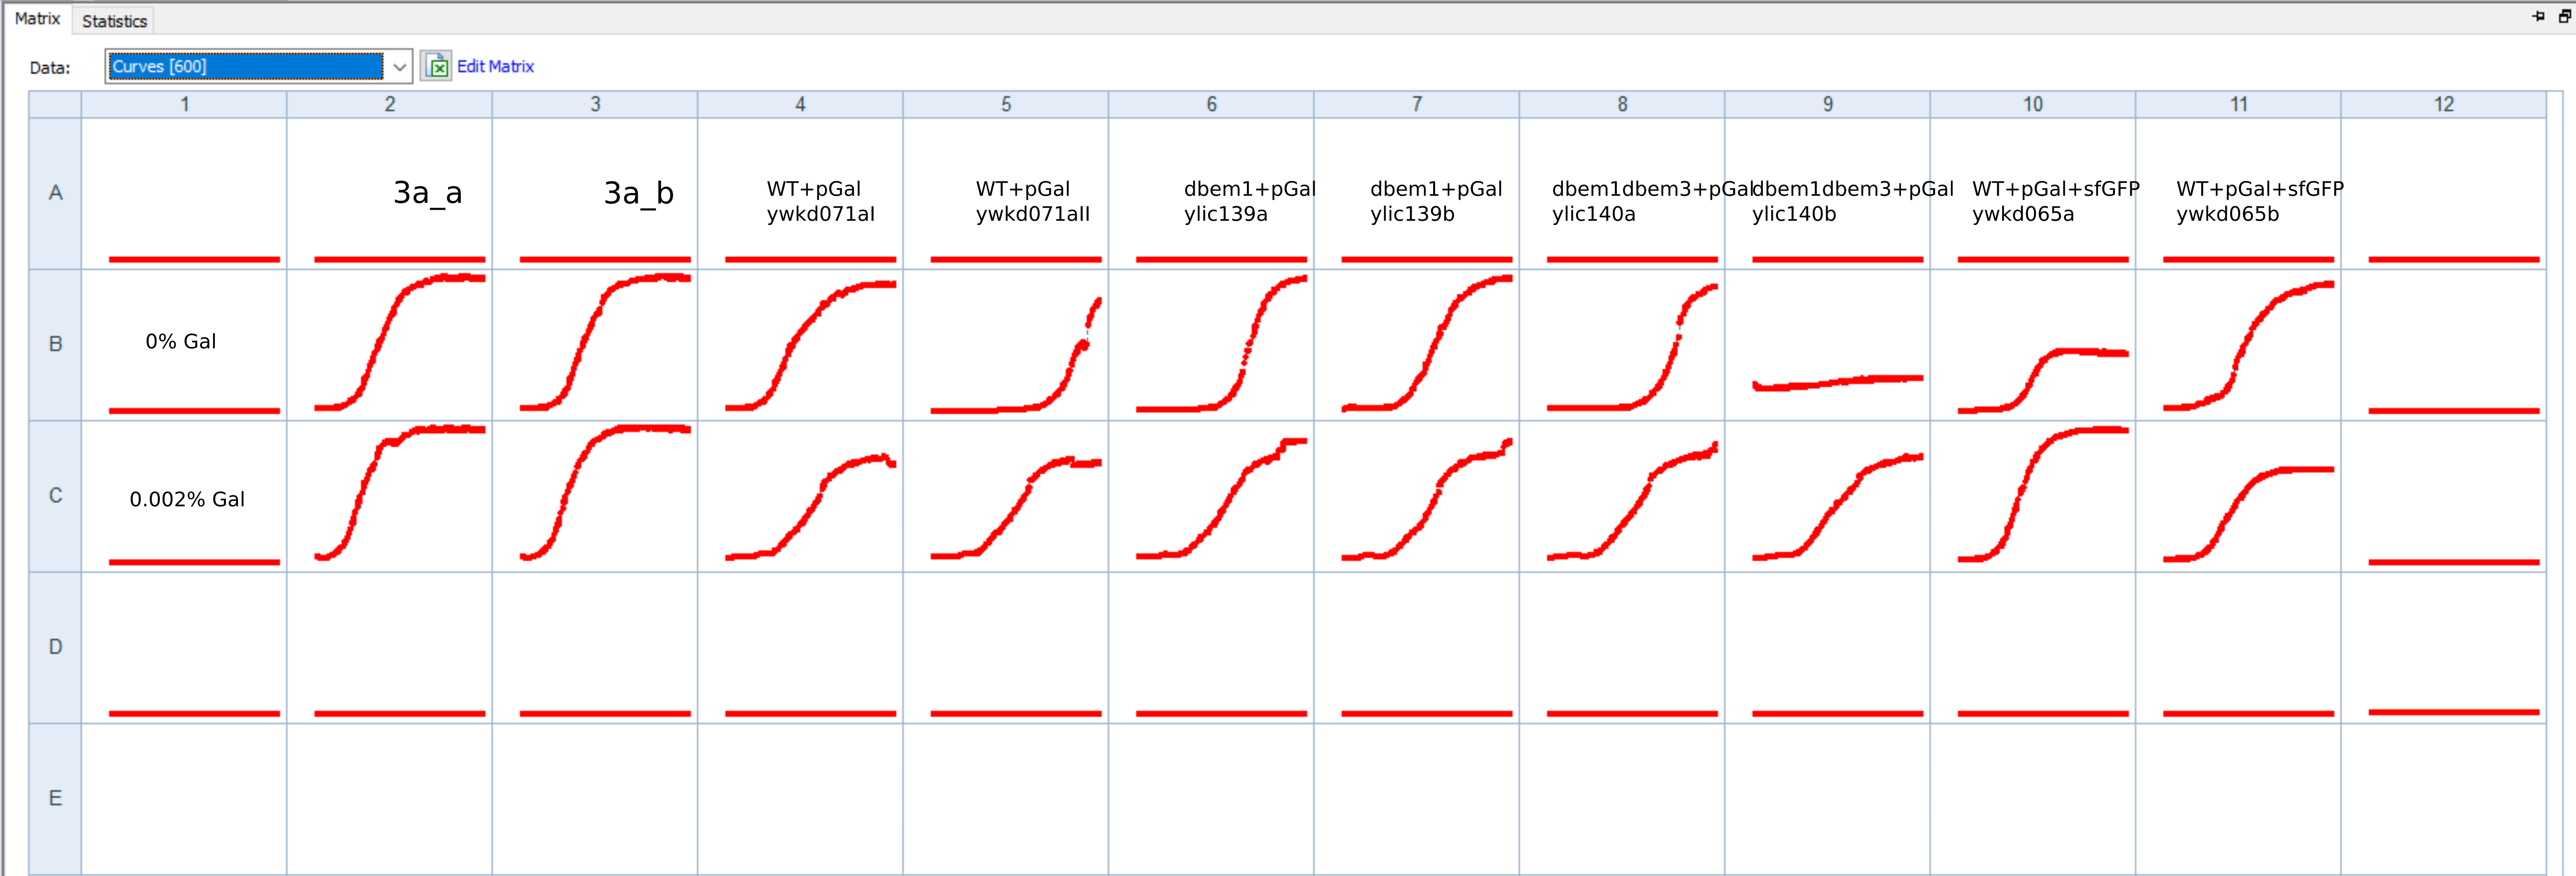 Matrix Statistics
Data: Curves [600] Edit Matrix
1 2 3 4 5 6 7 8 9 10 11 12
A 3a_a 3a_b WT+pGal WT+pGal dbem1+pGal dbem1+pGal dbem1dbem3+pGal dbem1dbem3+pGal WT+pGal+sfGFP WT+pGal+sfGFP
ywkd071aI ywkd071aII ylic139a ylic139b ylic140a ylic140b ywkd065a ywkd065b
B 0% Gal
C 0.002% Gal
D
E